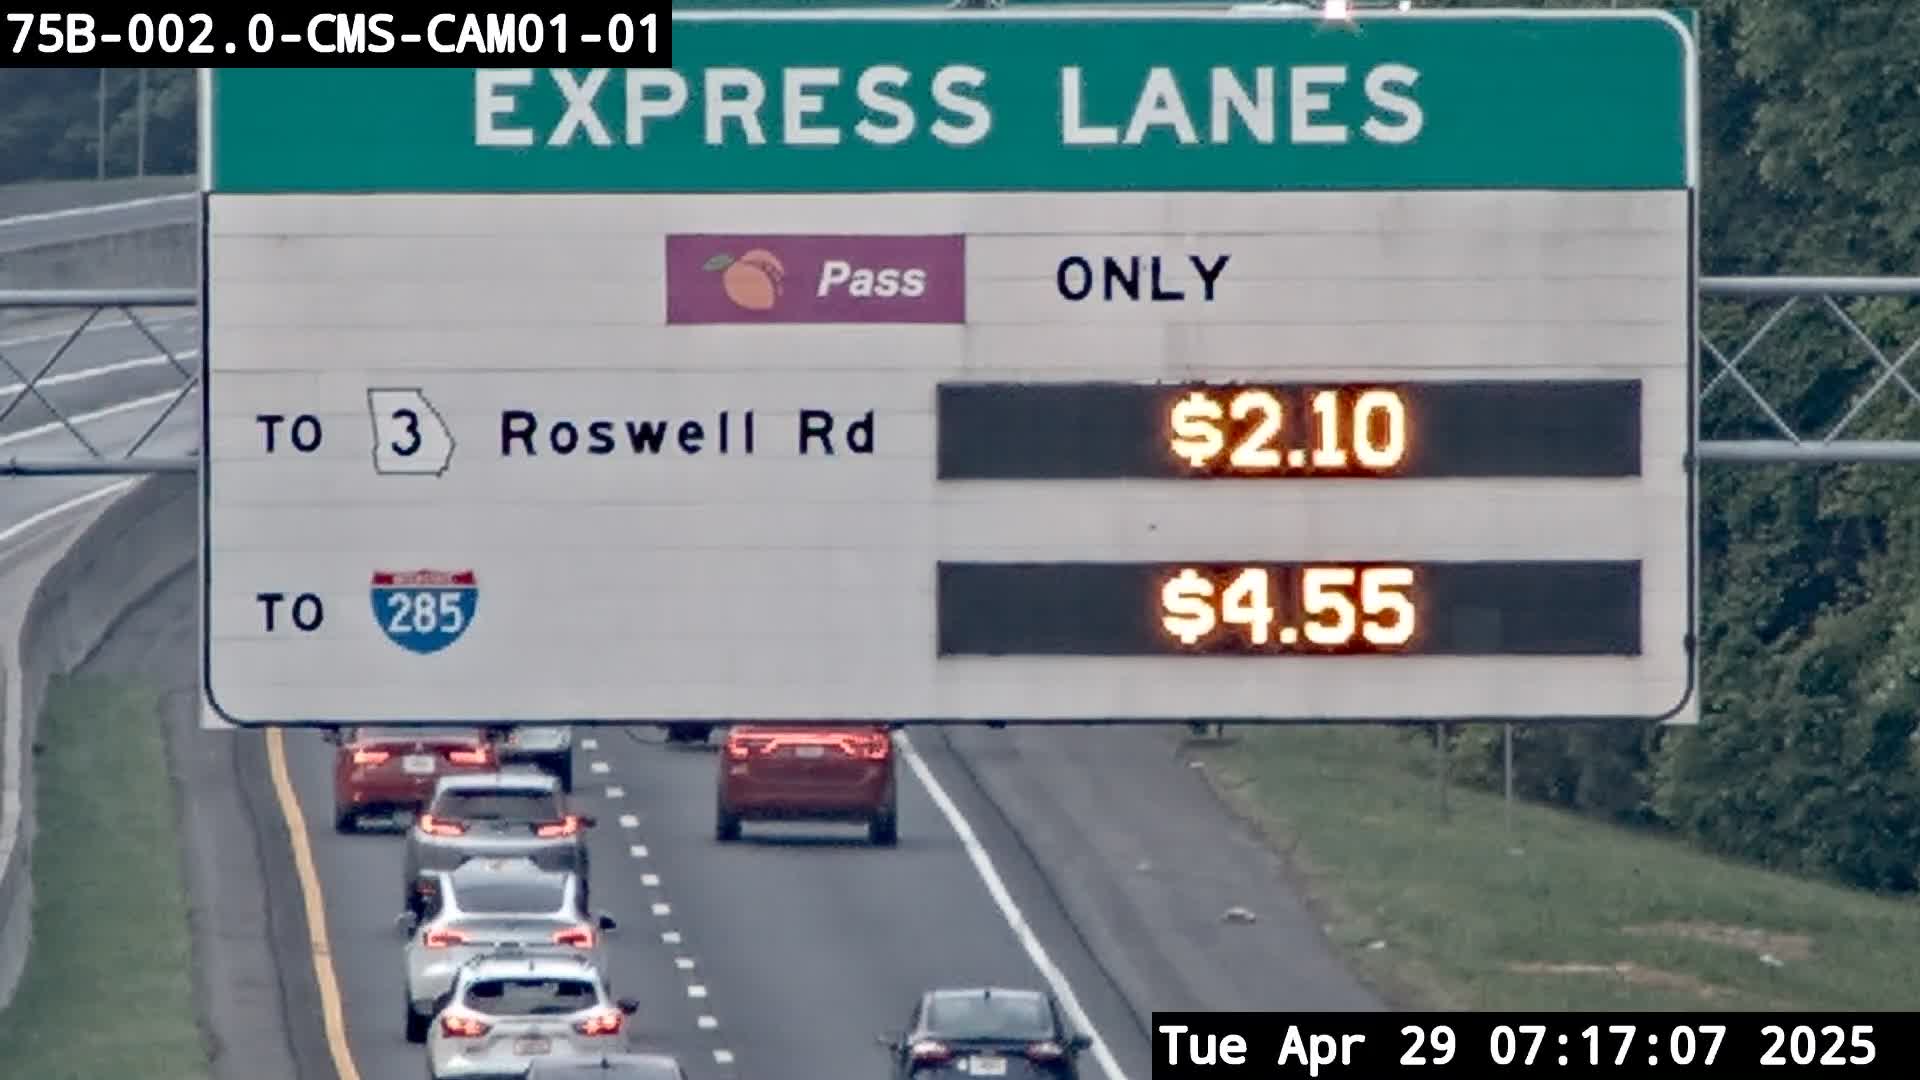 75B-002.0-CMS-CAM01-01
EXPRESS LANES
Pass ONLY
TO 3 Roswell Rd $2.10
TO 285 $4.55
Tue Apr 29 07:17:07 2025